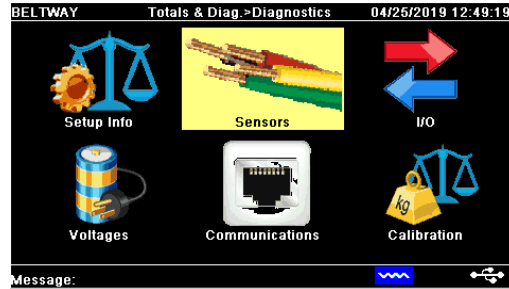 BELTWAY Totals & Diag.>Diagnostics 04/25/2019 12:49:19
Setup Info Sensors I/O
kg
Voltages Communications Calibration
Message: